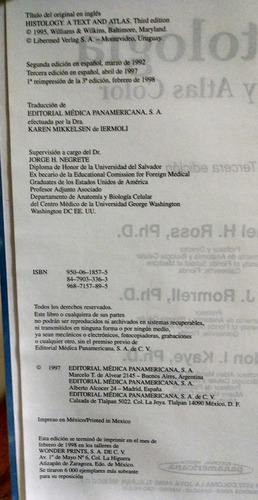 Título del original en inglés
HISTOLOGY. A TEXT AND ATLAS. Third edition
© 1995, Williams & Wilkins, Baltimore, Maryland.
© Libermed Verlag S. A. – Montevideo, Uruguay.
Segunda edición en español, marzo de 1992
Tercera edición en español, abril de 1997
1ª reimpresión de la 3ª edición, febrero de 1998
Traducción de
EDITORIAL MÉDICA PANAMERICANA, S. A.
efectuada por la Dra.
KAREN MIKKELSEN de IERMOLI
Supervisión a cargo del Dr.
JORGE H. NEGRETE
Diploma de Honor de la Universidad del Salvador
Ex becario de la Educational Comission for Foreign Medical
Graduates de los Estados Unidos de América
Profesor Adjunto Asociado
Departamento de Anatomía y Biología Celular
del Centro Médico de la Universidad George Washington
Washington DC EE. UU.
ISBN 950-06-1857-5
84-7903-336-3
968-7157-89-5
Todos los derechos reservados.
Este libro o cualquiera de sus partes
no podrán ser reproducidos ni archivados en sistemas recuperables,
ni transmitidos en ninguna forma o por ningún medio,
ya sean mecánicos o electrónicos, fotocopiadoras, grabaciones
o cualquier otro, sin el premiso previo de
Editorial Médica Panamericana, S. A. de C. V.
© 1997 EDITORIAL MÉDICA PANAMERICANA, S. A.
Marcelo T. de Alvear 2145 – Buenos Aires, Argentina
EDITORIAL MÉDICA PANAMERICANA, S. A.
Alberto Alcocer 24 – Madrid, España
EDITORIAL MÉDICA PANAMERICANA, S. A. de C. V.
Calzada de Tlalpan 5022. Col. La Joya. Tlalpan 14090 México, D. F.
Impreso en México/Printed in Mexico
Esta edición se terminó de imprimir en el mes de
febrero de 1998 en los talleres de
WONDER PRINTS, S. A. DE C. V.
Av. 1º de Mayo Nº 6, Col. La Higuera
Atizapán de Zaragoza, Edo. de México.
Se tiraron 6 000 ejemplares más sobrante
para su reposición